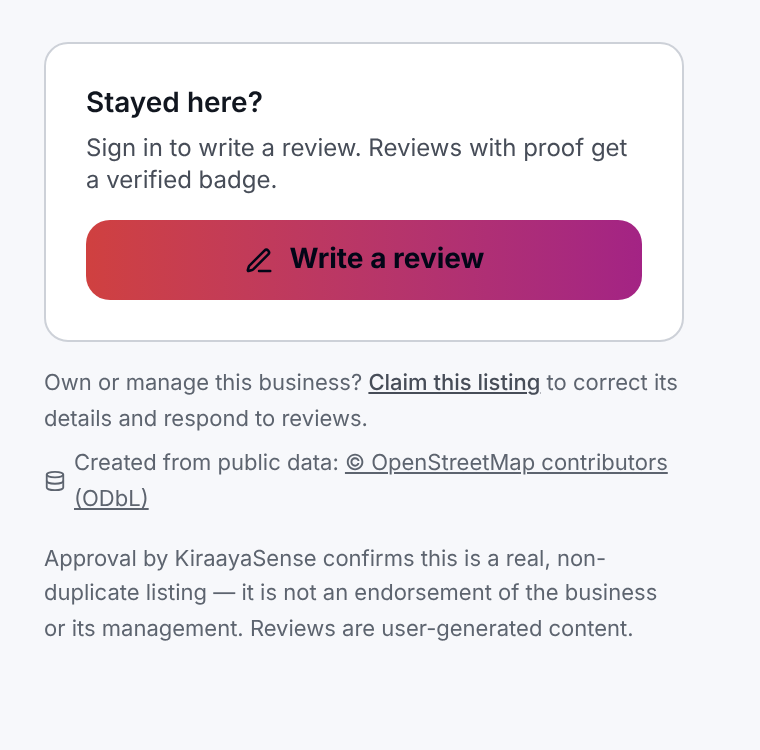 Stayed here?
Sign in to write a review. Reviews with proof get
a verified badge.
Write a review
Own or manage this business? Claim this listing to correct its
details and respond to reviews.
Created from public data: © OpenStreetMap contributors
(ODbL)
Approval by KiraayaSense confirms this is a real, non-
duplicate listing — it is not an endorsement of the business
or its management. Reviews are user-generated content.